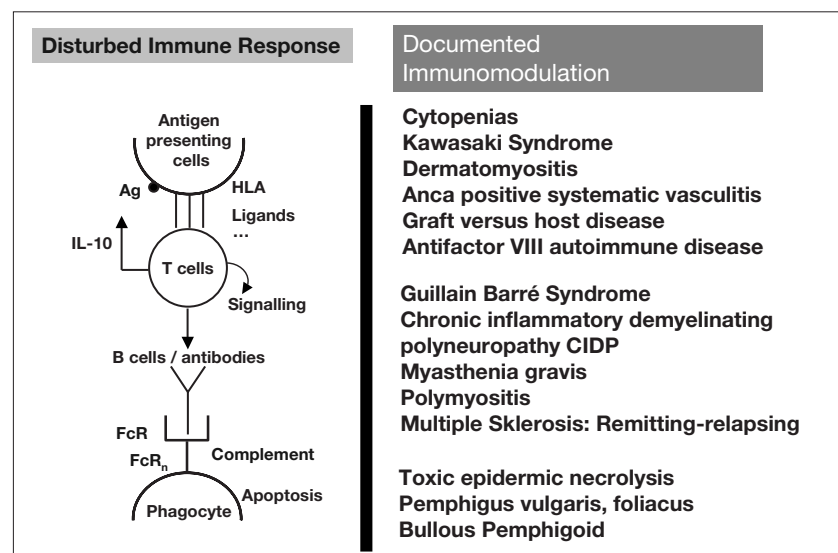 Disturbed Immune Response
Antigen
presenting
cells
Ag
HLA
Ligands
...
IL-10
T cells
Signalling
B cells / antibodies
FcR
Complement
FcRn
Apoptosis
Phagocyte
Documented
Immunomodulation
Cytopenias
Kawasaki Syndrome
Dermatomyositis
Anca positive systematic vasculitis
Graft versus host disease
Antifactor VIII autoimmune disease
Guillain Barré Syndrome
Chronic inflammatory demyelinating
polyneuropathy CIDP
Myasthenia gravis
Polymyositis
Multiple Sklerosis: Remitting-relapsing
Toxic epidermic necrolysis
Pemphigus vulgaris, foliacus
Bullous Pemphigoid